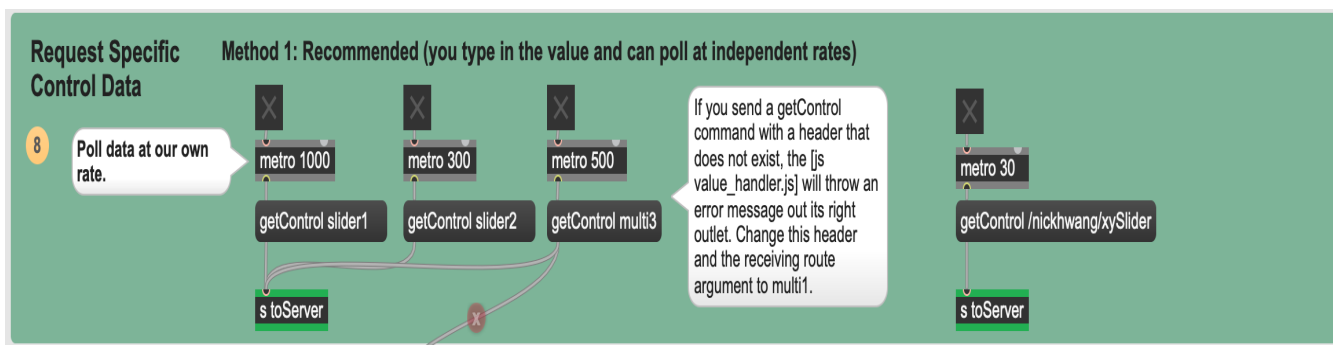 Request Specific
Control Data
Method 1: Recommended (you type in the value and can poll at independent rates)
8
Poll data at our own
rate.
X
metro 1000
getControl slider1
X
metro 300
getControl slider2
X
metro 500
getControl multi3
s toServer
X
If you send a getControl
command with a header that
does not exist, the [js
value_handler.js] will throw an
error message out its right
outlet. Change this header
and the receiving route
argument to multi1.
X
metro 30
getControl /nickhwang/xySlider
s toServer